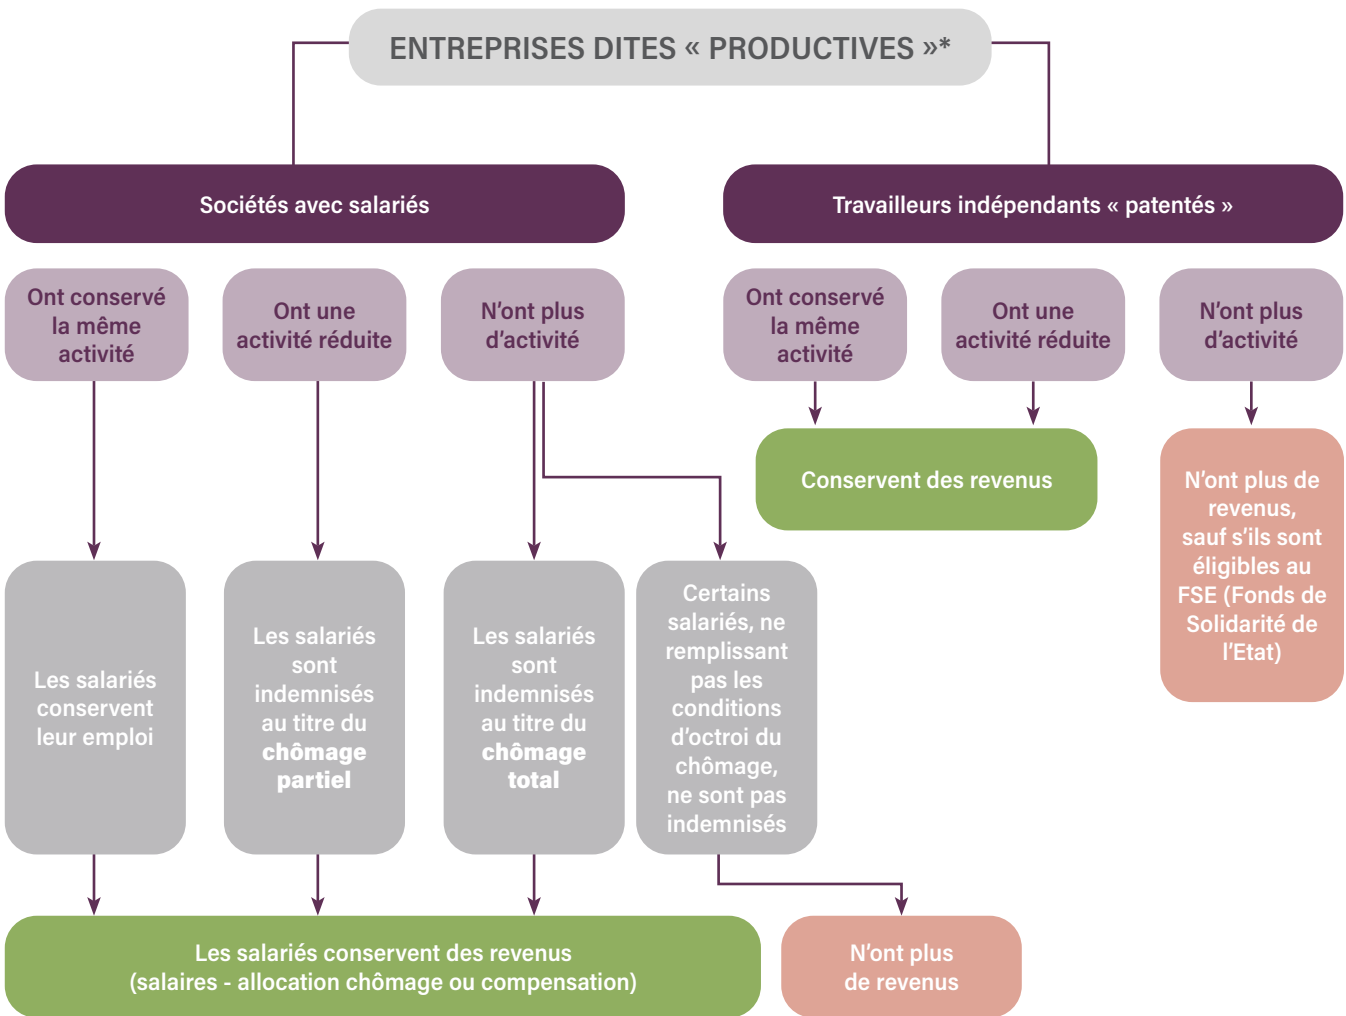 ENTREPRISES DITES « PRODUCTIVES »*
Sociétés avec salariés
Travailleurs indépendants « patentés »
Ont conservé
la même
activité
Ont une
activité réduite
N'ont plus
d'activité
Ont conservé
la même
activité
Ont une
activité réduite
N'ont plus
d'activité
Conservent des revenus
N'ont plus de
revenus,
sauf s'ils sont
éligibles au
FSE (Fonds de
Solidarité de
l'Etat)
Les salariés
conservent
leur emploi
Les salariés
sont
indemnisés
au titre du
chômage
partiel
Les salariés
sont
indemnisés
au titre du
chômage
total
Certains
salariés, ne
remplissant
pas les
conditions
d'octroi du
chômage,
ne sont pas
indemnisés
Les salariés conservent des revenus
(salaires - allocation chômage ou compensation)
N'ont plus
de revenus